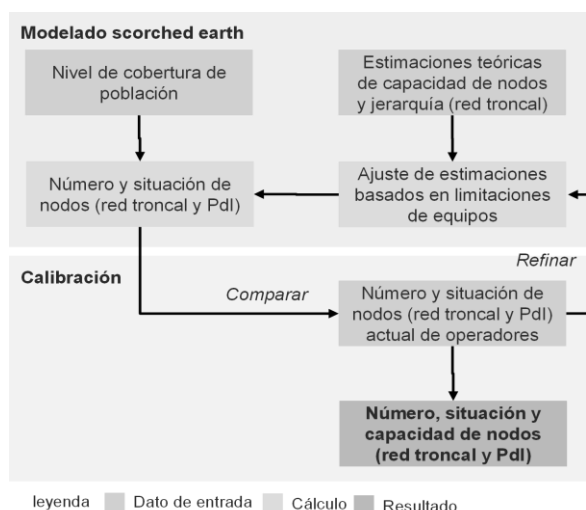 Modelado scorched earth
Nivel de cobertura de
población
Estimaciones teóricas
de capacidad de nodos
y jerarquía (red troncal)
Número y situación de
nodos (red troncal y PdI)
Ajuste de estimaciones
basados en limitaciones
de equipos
Refinar
Calibración
Comparar
Número y situación de
nodos (red troncal y PdI)
actual de operadores
Número, situación y
capacidad de nodos
(red troncal y PdI)
leyenda Dato de entrada Cálculo Resultado